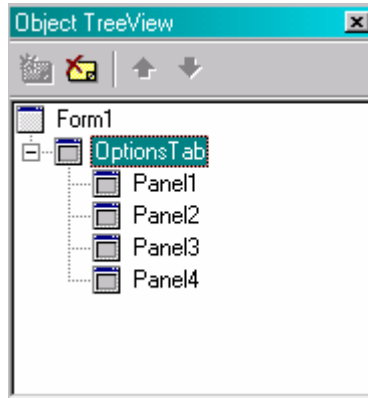 Object TreeView
Form1
OptionsTab
Panel1
Panel2
Panel3
Panel4